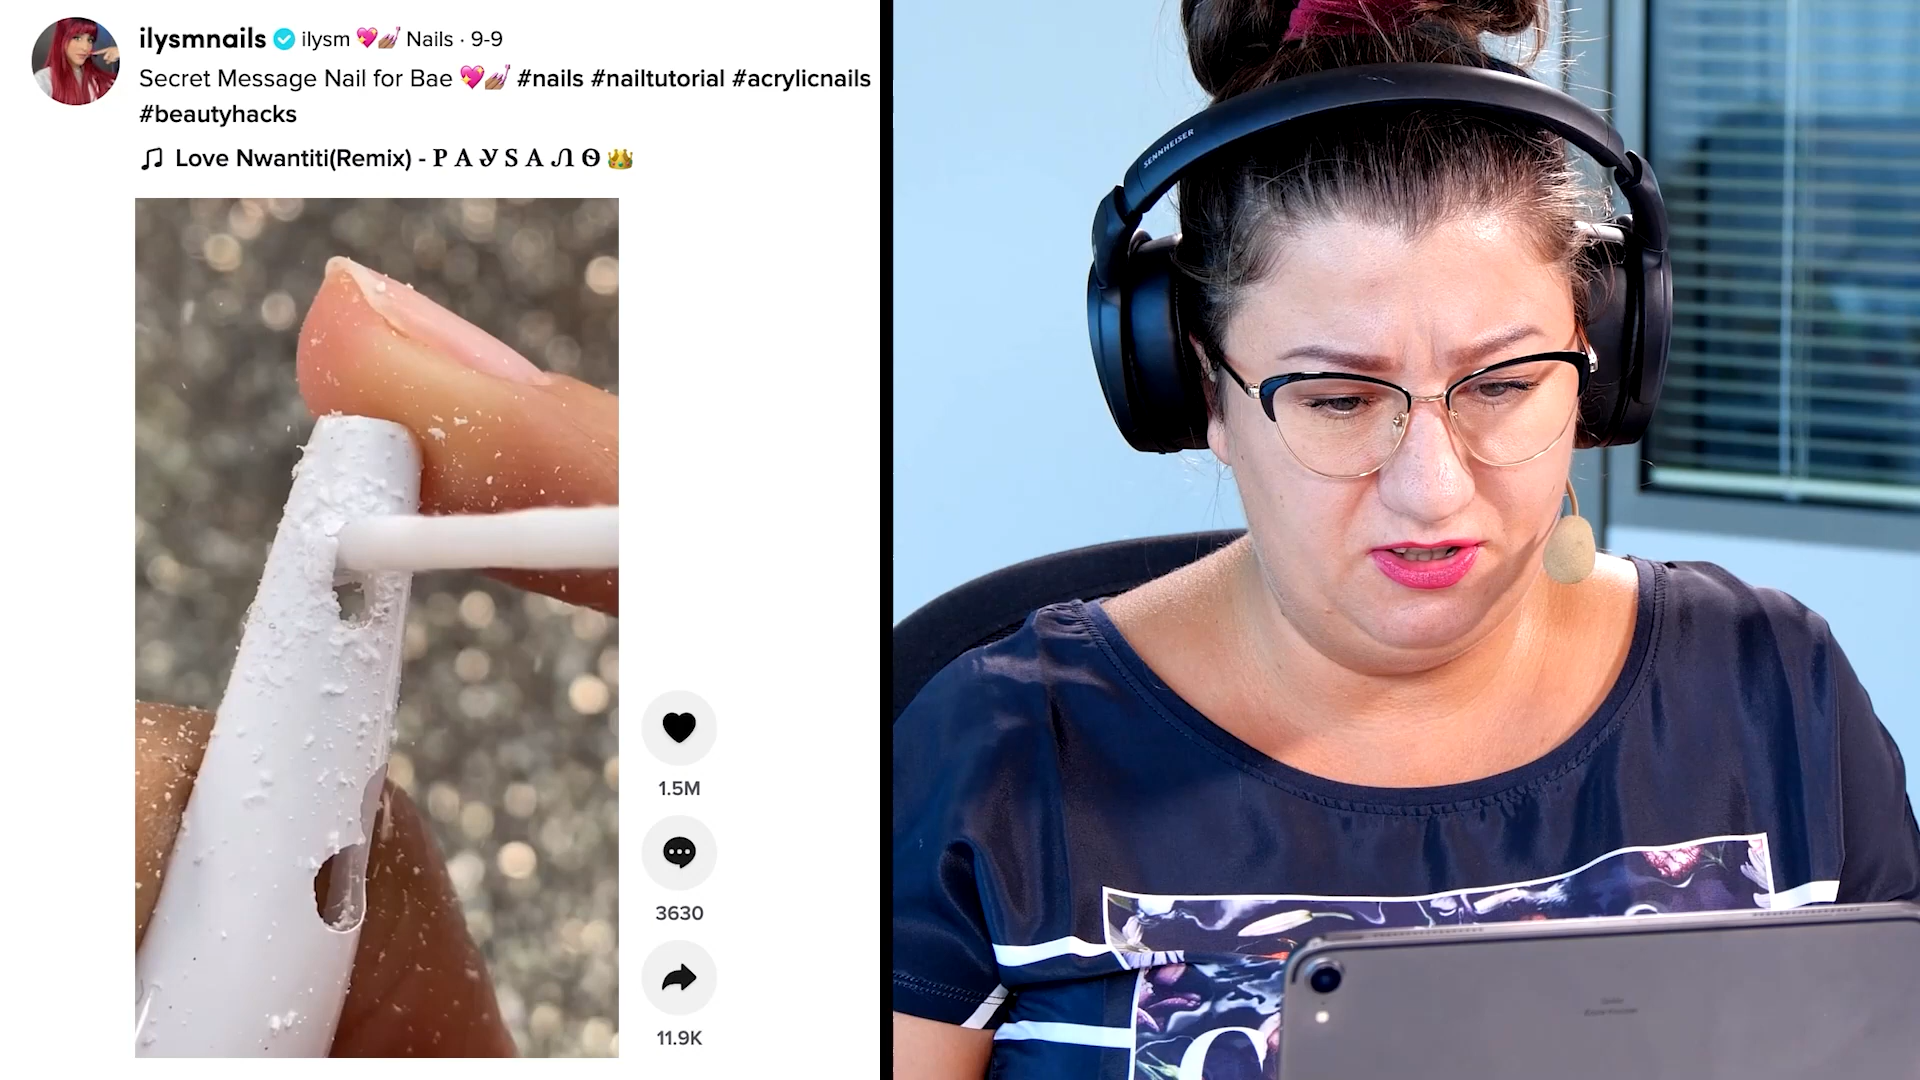 ilysmnails ilysm 💖💅🏽 Nails · 9-9
Secret Message Nail for Bae 💖💅🏽 #nails #nailtutorial #acrylicnails
#beautyhacks
Love Nwantiti(Remix) - P A Y S A N O 👑
1.5M
3630
11.9K
SENNHEISER